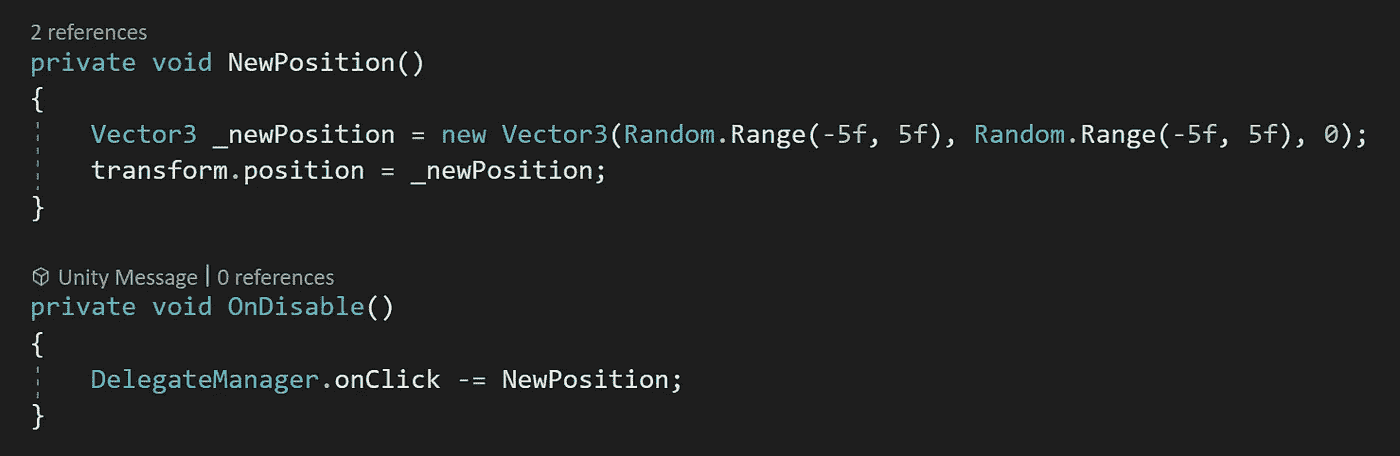 2 references
private void NewPosition()
{
Vector3 _newPosition = new Vector3(Random.Range(-5f, 5f), Random.Range(-5f, 5f), 0);
transform.position = _newPosition;
}
Unity Message | 0 references
private void OnDisable()
{
DelegateManager.onClick -= NewPosition;
}